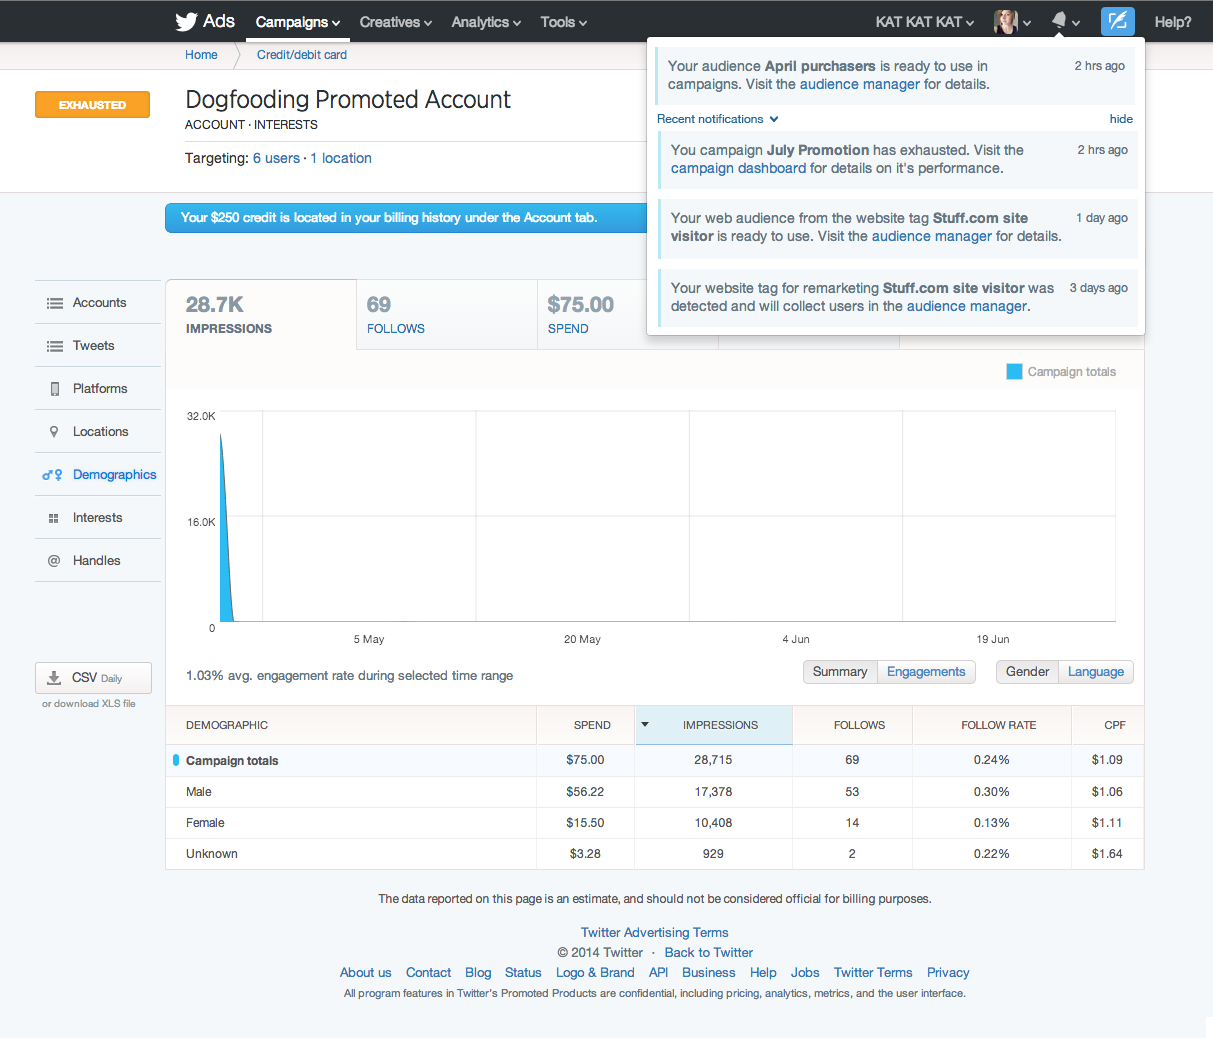 Ads Campaigns Creatives Analytics Tools KAT KAT KAT Help?
Home Credit/debit card
EXHAUSTED
Dogfooding Promoted Account
ACCOUNT · INTERESTS
Targeting: 6 users · 1 location
Your audience April purchasers is ready to use in 2 hrs ago
campaigns. Visit the audience manager for details.
Recent notifications hide
You campaign July Promotion has exhausted. Visit the 2 hrs ago
campaign dashboard for details on it's performance.
Your web audience from the website tag Stuff.com site 1 day ago
visitor is ready to use. Visit the audience manager for details.
Your website tag for remarketing Stuff.com site visitor was 3 days ago
detected and will collect users in the audience manager.
Your $250 credit is located in your billing history under the Account tab.
Accounts
Tweets
Platforms
Locations
Demographics
Interests
@ Handles
CSV Daily
or download XLS file
28.7K 69 $75.00
IMPRESSIONS FOLLOWS SPEND
Campaign totals
32.0K
16.0K
0
5 May 20 May 4 Jun 19 Jun
1.03% avg. engagement rate during selected time range Summary Engagements Gender Language
DEMOGRAPHIC SPEND IMPRESSIONS FOLLOWS FOLLOW RATE CPF
Campaign totals $75.00 28,715 69 0.24% $1.09
Male $56.22 17,378 53 0.30% $1.06
Female $15.50 10,408 14 0.13% $1.11
Unknown $3.28 929 2 0.22% $1.64
The data reported on this page is an estimate, and should not be considered official for billing purposes.
Twitter Advertising Terms
© 2014 Twitter · Back to Twitter
About us Contact Blog Status Logo & Brand API Business Help Jobs Twitter Terms Privacy
All program features in Twitter's Promoted Products are confidential, including pricing, analytics, metrics, and the user interface.